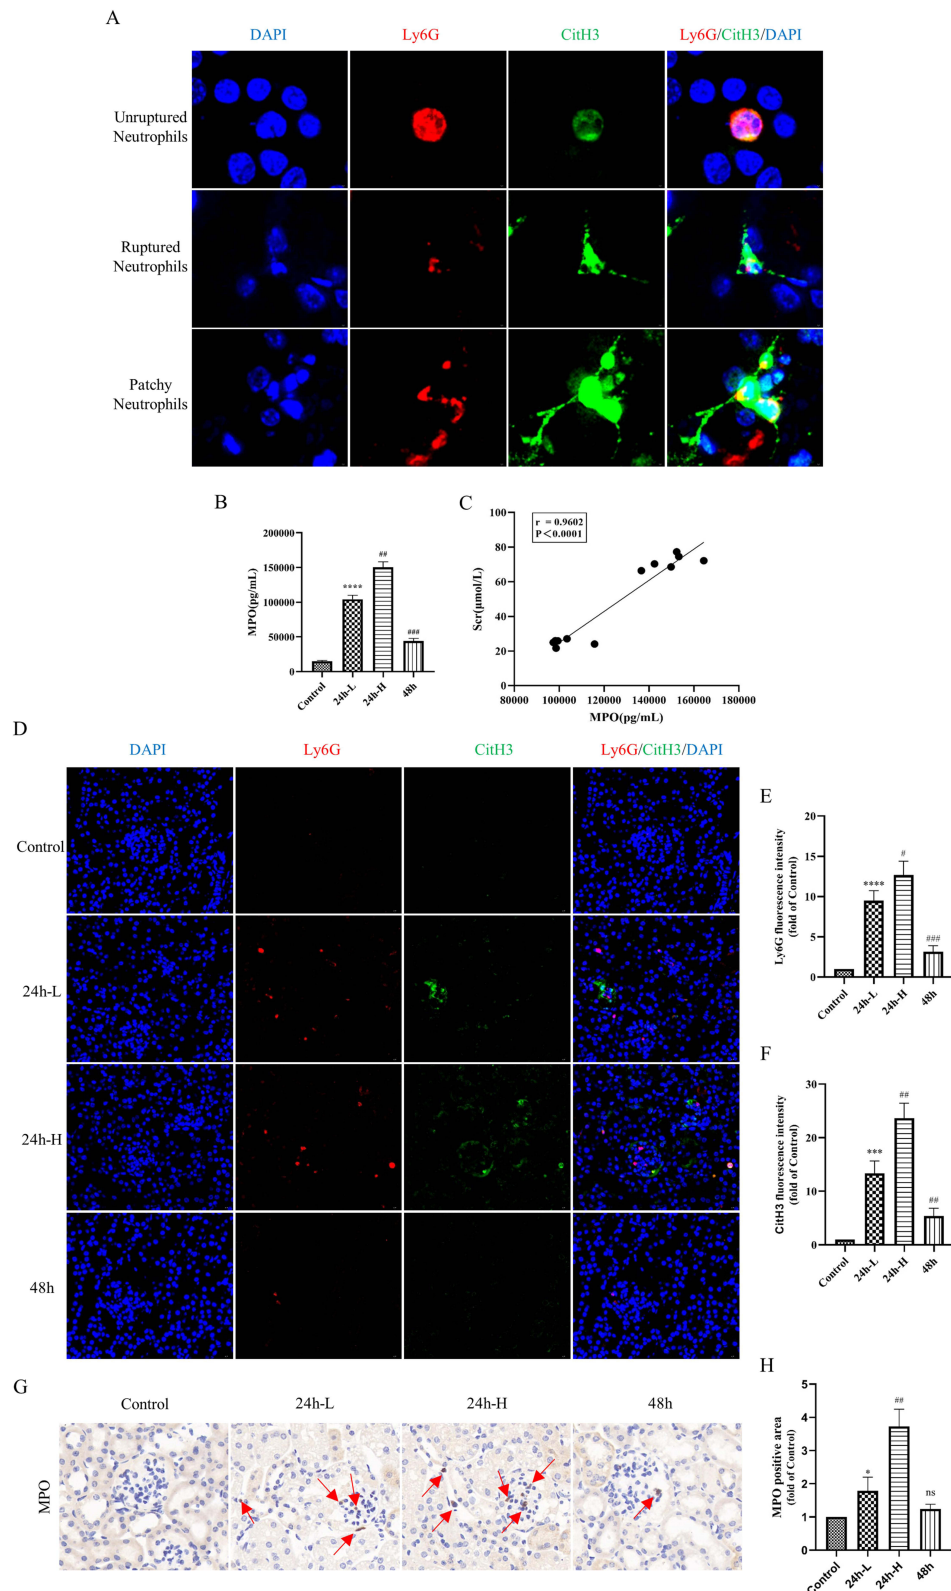 A
DAPI Ly6G CitH3 Ly6G/CitH3/DAPI
Unruptured
Neutrophils
Ruptured
Neutrophils
Patchy
Neutrophils
B
MPO(pg/mL)
200000
150000
100000
50000
0
****
##
###
Control 24h-L 24h-H 48h
C
r = 0.9602
P<0.0001
Scr(μmol/L)
100
80
60
40
20
0
80000 100000 120000 140000 160000 180000
MPO(pg/mL)
D
DAPI Ly6G CitH3 Ly6G/CitH3/DAPI
Control
24h-L
24h-H
48h
E
Ly6G fluorescence intensity
(fold of Control)
20
15
10
5
0
****
#
###
Control 24h-L 24h-H 48h
F
CitH3 fluorescence intensity
(fold of Control)
30
20
10
0
***
##
##
Control 24h-L 24h-H 48h
G
Control 24h-L 24h-H 48h
MPO
H
MPO positive area
(fold of Control)
5
4
3
2
1
0
*
##
ns
Control 24h-L 24h-H 48h